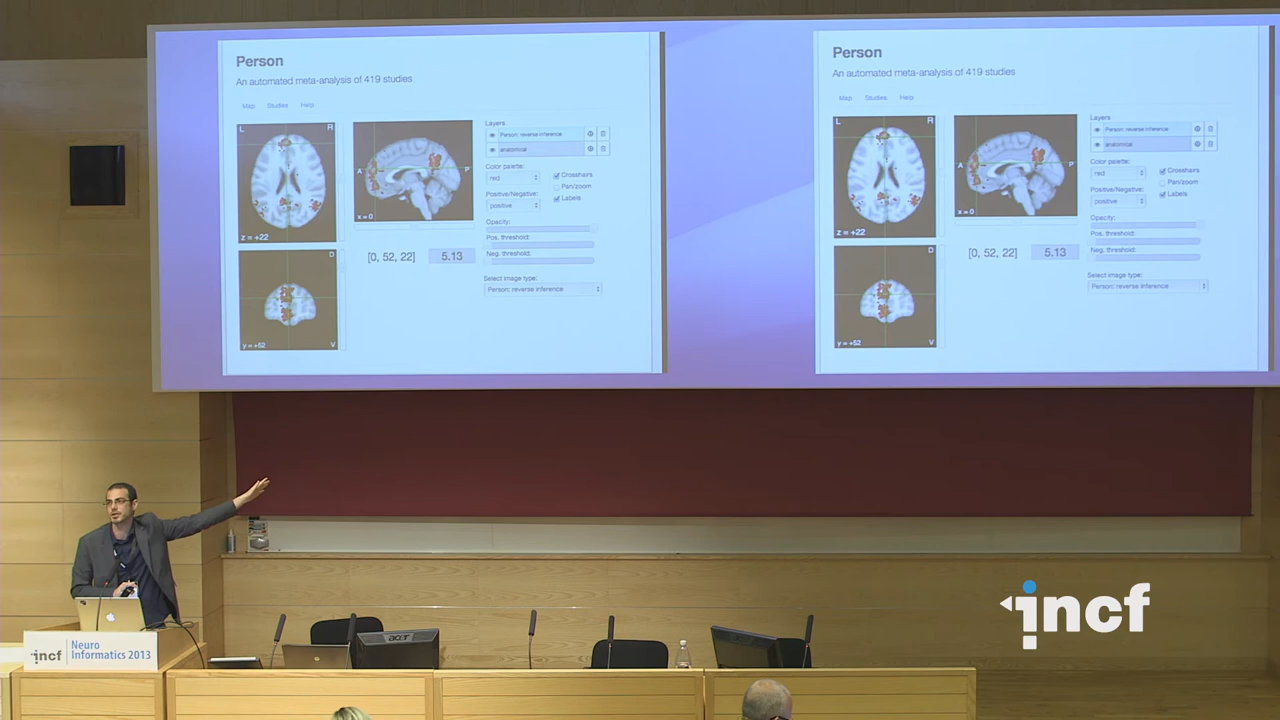 Person
An automated meta-analysis of 419 studies
Map Studies Help
L R
z = +22
A P
x = 0
D
y = +52 V
[0, 52, 22] 5.13
Layers
Person: reverse inference
anatomical
Color palette:
red
Crosshairs
Pan/zoom
Positive/Negative:
Labels
positive
Opacity:
Pos. threshold:
Neg. threshold:
Select image type:
Person: reverse inference
Person
An automated meta-analysis of 419 studies
Map Studies Help
L R
z = +22
A P
x = 0
D
y = +52 V
[0, 52, 22] 5.13
Layers
Person: reverse inference
anatomical
Color palette:
red
Crosshairs
Pan/zoom
Positive/Negative:
Labels
positive
Opacity:
Pos. threshold:
Neg. threshold:
Select image type:
Person: reverse inference
incf
Neuro
Informatics 2013
acer
incf